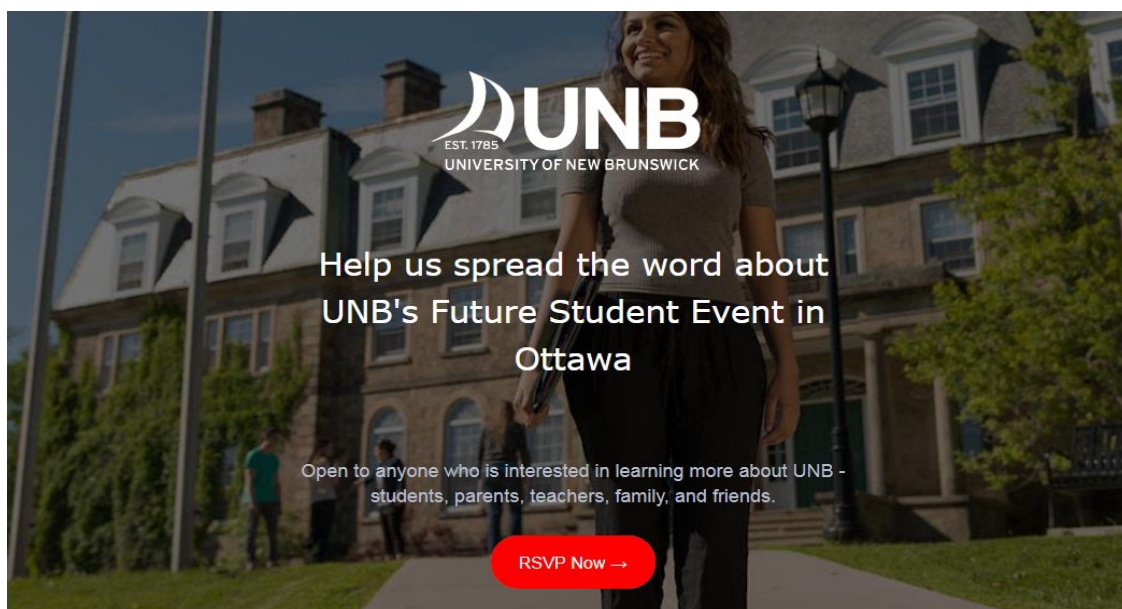 UNB
EST. 1785
UNIVERSITY OF NEW BRUNSWICK
Help us spread the word about
UNB's Future Student Event in
Ottawa
Open to anyone who is interested in learning more about UNB -
students, parents, teachers, family, and friends.
RSVP Now →